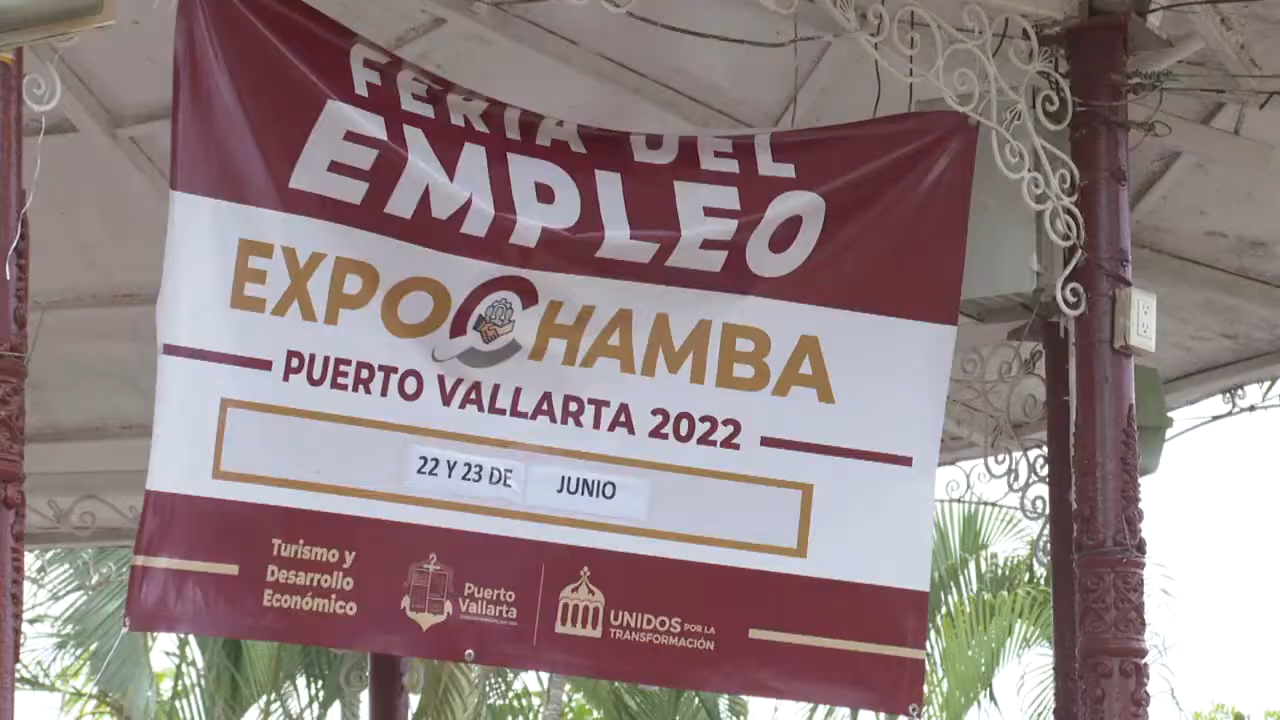 FERIA DEL
EMPLEO
EXPOCHAMBA
PUERTO VALLARTA 2022
22 Y 23 DE JUNIO
Turismo y
Desarrollo
Económico
Puerto
Vallarta
UNIDOS POR LA
TRANSFORMACIÓN